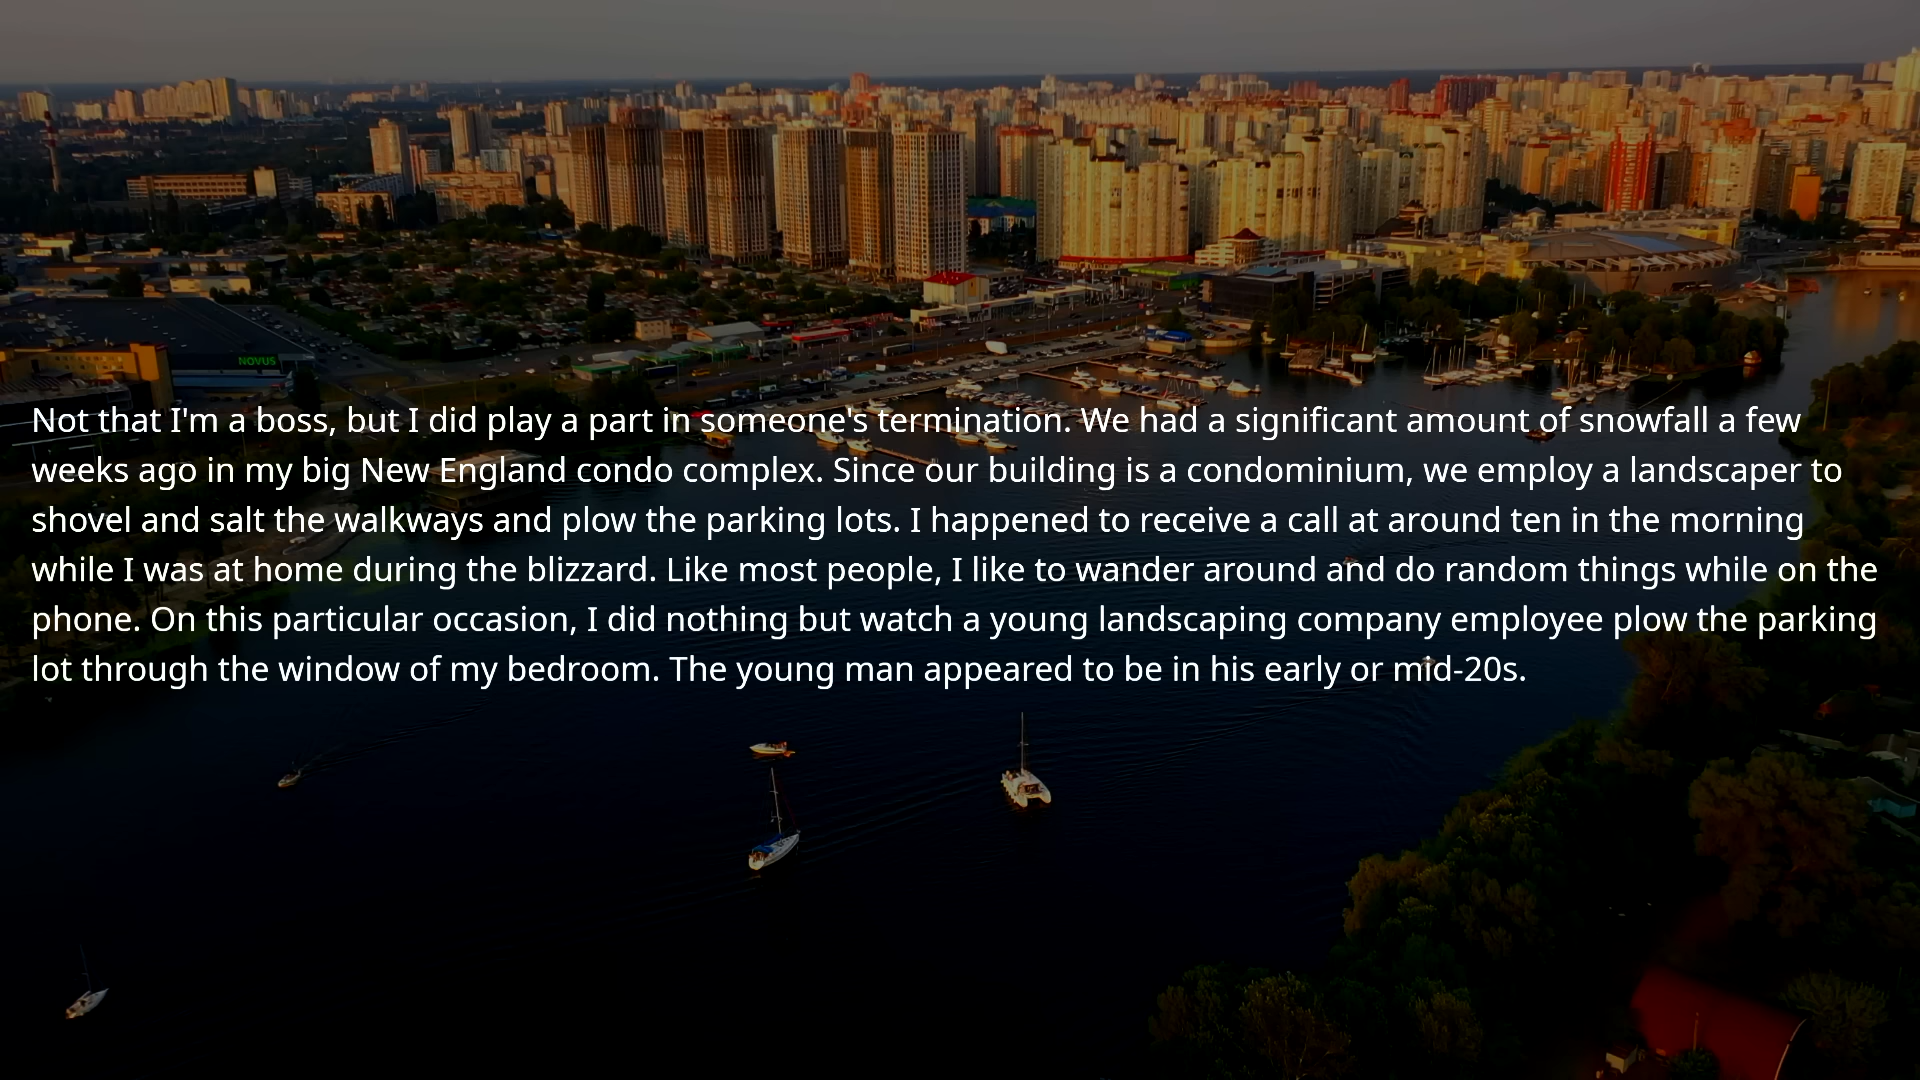 NOVUS
Not that I'm a boss, but I did play a part in someone's termination. We had a significant amount of snowfall a few
weeks ago in my big New England condo complex. Since our building is a condominium, we employ a landscaper to
shovel and salt the walkways and plow the parking lots. I happened to receive a call at around ten in the morning
while I was at home during the blizzard. Like most people, I like to wander around and do random things while on the
phone. On this particular occasion, I did nothing but watch a young landscaping company employee plow the parking
lot through the window of my bedroom. The young man appeared to be in his early or mid-20s.